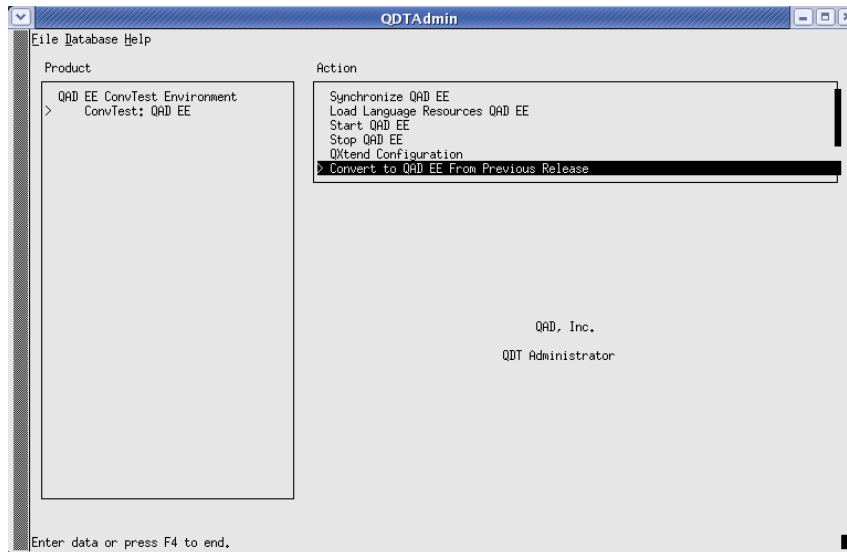 QDTAdmin
File Database Help
Product
QAD EE ConvTest Environment
> ConvTest: QAD EE
Action
Synchronize QAD EE
Load Language Resources QAD EE
Start QAD EE
Stop QAD EE
QXtend Configuration
> Convert to QAD EE From Previous Release
QAD, Inc.
QDT Administrator
Enter data or press F4 to end.